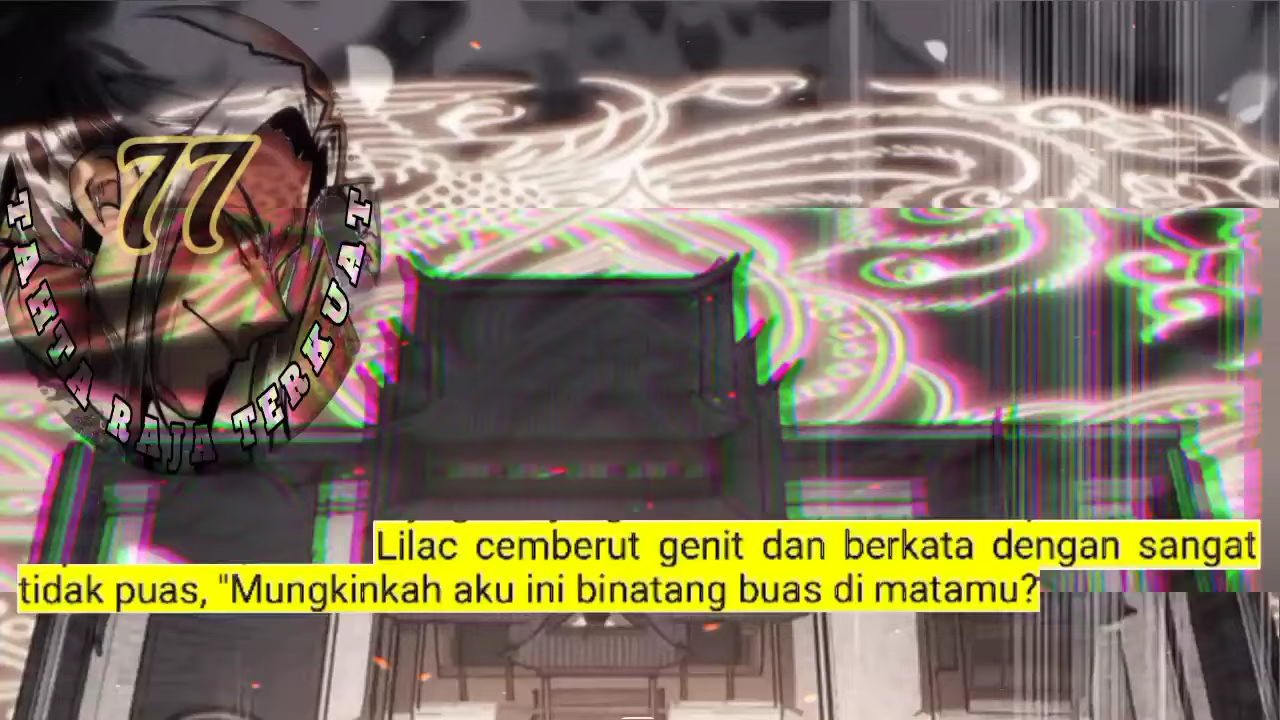 77
TAHTA RAJA TERKUAT
Lilac cemberut genit dan berkata dengan sangat
tidak puas, "Mungkinkah aku ini binatang buas di matamu?